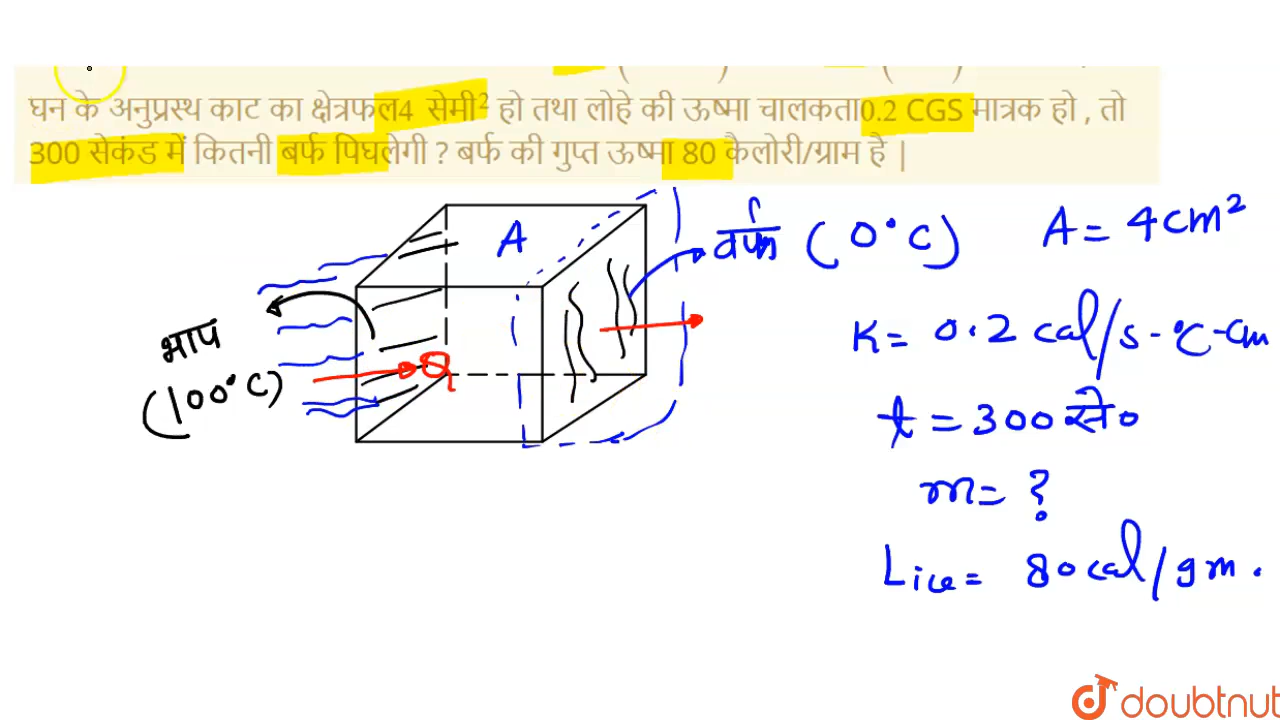 घन के अनुप्रस्थ काट का क्षेत्रफल4 सेमी² हो तथा लोहे की ऊष्मा चालकता0.2 CGS मात्रक हो , तो
300 सेकंड में कितनी बर्फ पिघलेगी ? बर्फ की गुप्त ऊष्मा 80 कैलोरी/ग्राम है |
A
बर्फ (0°C)
A = 4cm²
भाप
(100°C)
Q
K = 0.2 cal/s-°C-cm
t = 300 से०
m = ?
Lice = 80 cal/gm.
doubtnut